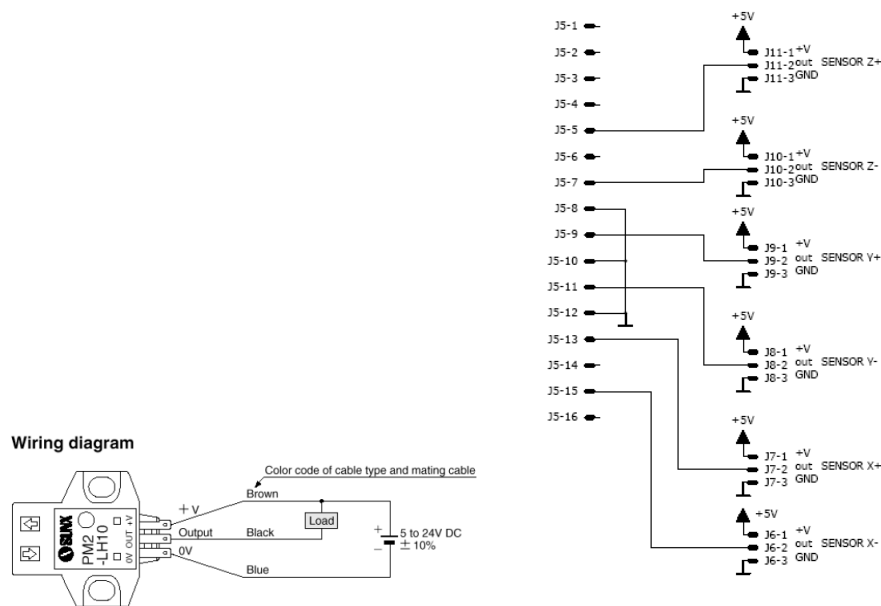 J5-1
J5-2
J5-3
J5-4
J5-5
J5-6
J5-7
J5-8
J5-9
J5-10
J5-11
J5-12
J5-13
J5-14
J5-15
J5-16
+5V
J11-1 +V
J11-2 out SENSOR Z+
J11-3 GND
+5V
J10-1 +V
J10-2 out SENSOR Z-
J10-3 GND
+5V
J9-1 +V
J9-2 out SENSOR Y+
J9-3 GND
+5V
J8-1 +V
J8-2 out SENSOR Y-
J8-3 GND
+5V
J7-1 +V
J7-2 out SENSOR X+
J7-3 GND
+5V
J6-1 +V
J6-2 out SENSOR X-
J6-3 GND
Wiring diagram
Color code of cable type and mating cable
Brown
+ V
Load
Output
Black
0V
Blue
+
−
5 to 24V DC
± 10%
SUNX
PM2
-LH10
0V OUT +V